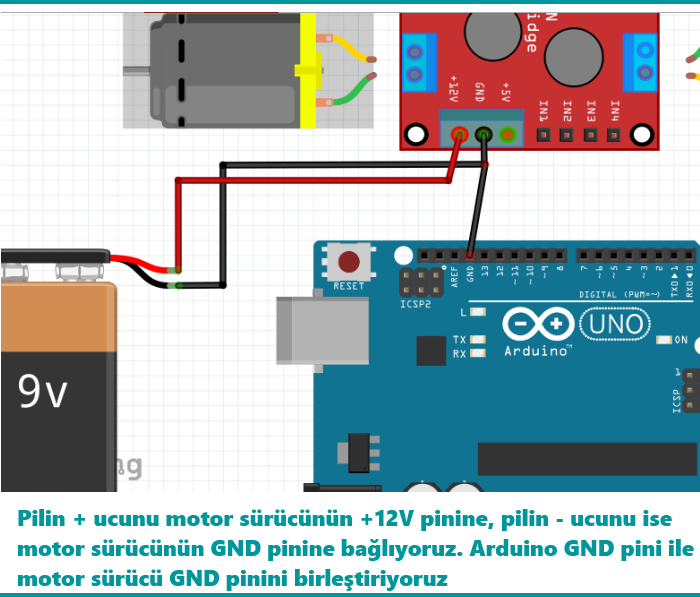 N
idge
+12V
GND
+5V
IN1
IN2
IN3
IN4
RESET
ICSP2
AREF
GND
13
12
~11
~10
~9
8
7
~6
~5
4
~3
2
TXD▶1
RXD◀0
DIGITAL (PWM=~)
L
TX
RX
UNO
Arduino™
ON
1
ICSP
9v
ng
Pilin + ucunu motor sürücünün +12V pinine, pilin - ucunu ise
motor sürücünün GND pinine bağlıyoruz. Arduino GND pini ile
motor sürücü GND pinini birleştiriyoruz